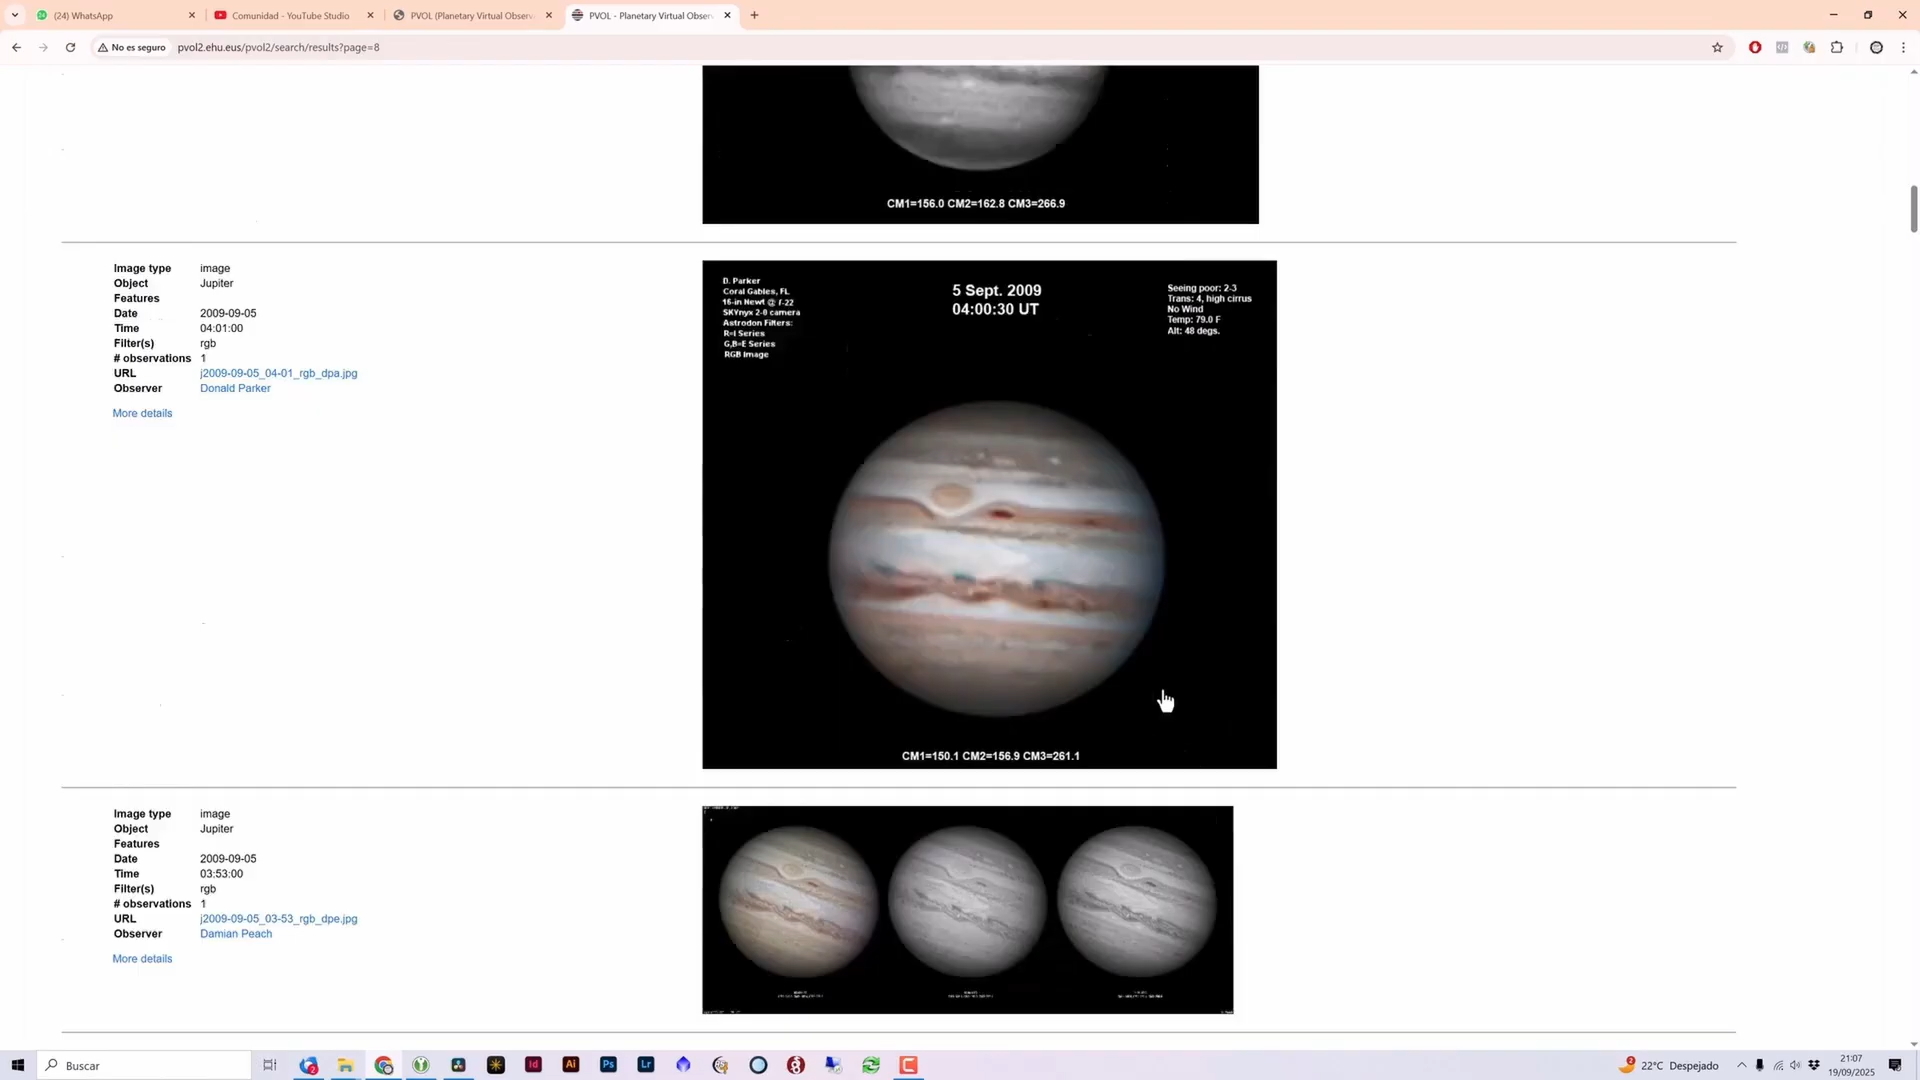 (24) WhatsApp
Comunidad - YouTube Studio
PVOL (Planetary Virtual Obser
PVOL - Planetary Virtual Obser
No es seguro
pvol2.ehu.eus/pvol2/search/results?page=8
CM1=156.0 CM2=162.8 CM3=266.9
Image type image
Object Jupiter
Features
Date 2009-09-05
Time 04:01:00
Filter(s) rgb
# observations 1
URL j2009-09-05_04-01_rgb_dpa.jpg
Observer Donald Parker
More details
D. Parker
Coral Gables, FL
16-in Newt @ f-22
SKYnyx 2-0 camera
Astrodon Filters:
R=I Series
G,B=E Series
RGB Image
5 Sept. 2009
04:00:30 UT
Seeing poor: 2-3
Trans: 4, high cirrus
No Wind
Temp: 79.0 F
Alt: 48 degs.
CM1=150.1 CM2=156.9 CM3=261.1
Image type image
Object Jupiter
Features
Date 2009-09-05
Time 03:53:00
Filter(s) rgb
# observations 1
URL j2009-09-05_03-53_rgb_dpe.jpg
Observer Damian Peach
More details
Buscar
22°C Despejado
21:07
19/09/2025